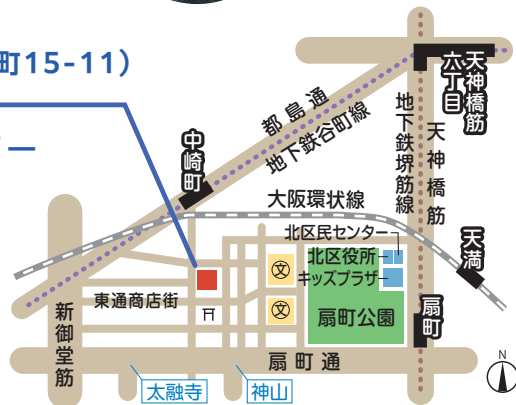 町15-11）
ー
天神橋筋
六丁目
都島通
地下鉄谷町線
地下鉄堺筋線
天神橋筋
中崎町
大阪環状線
北区民センター
北区役所
キッズプラザ
天満
文
文
東通商店街
扇町公園
扇町
新御堂筋
扇町通
太融寺
神山
N